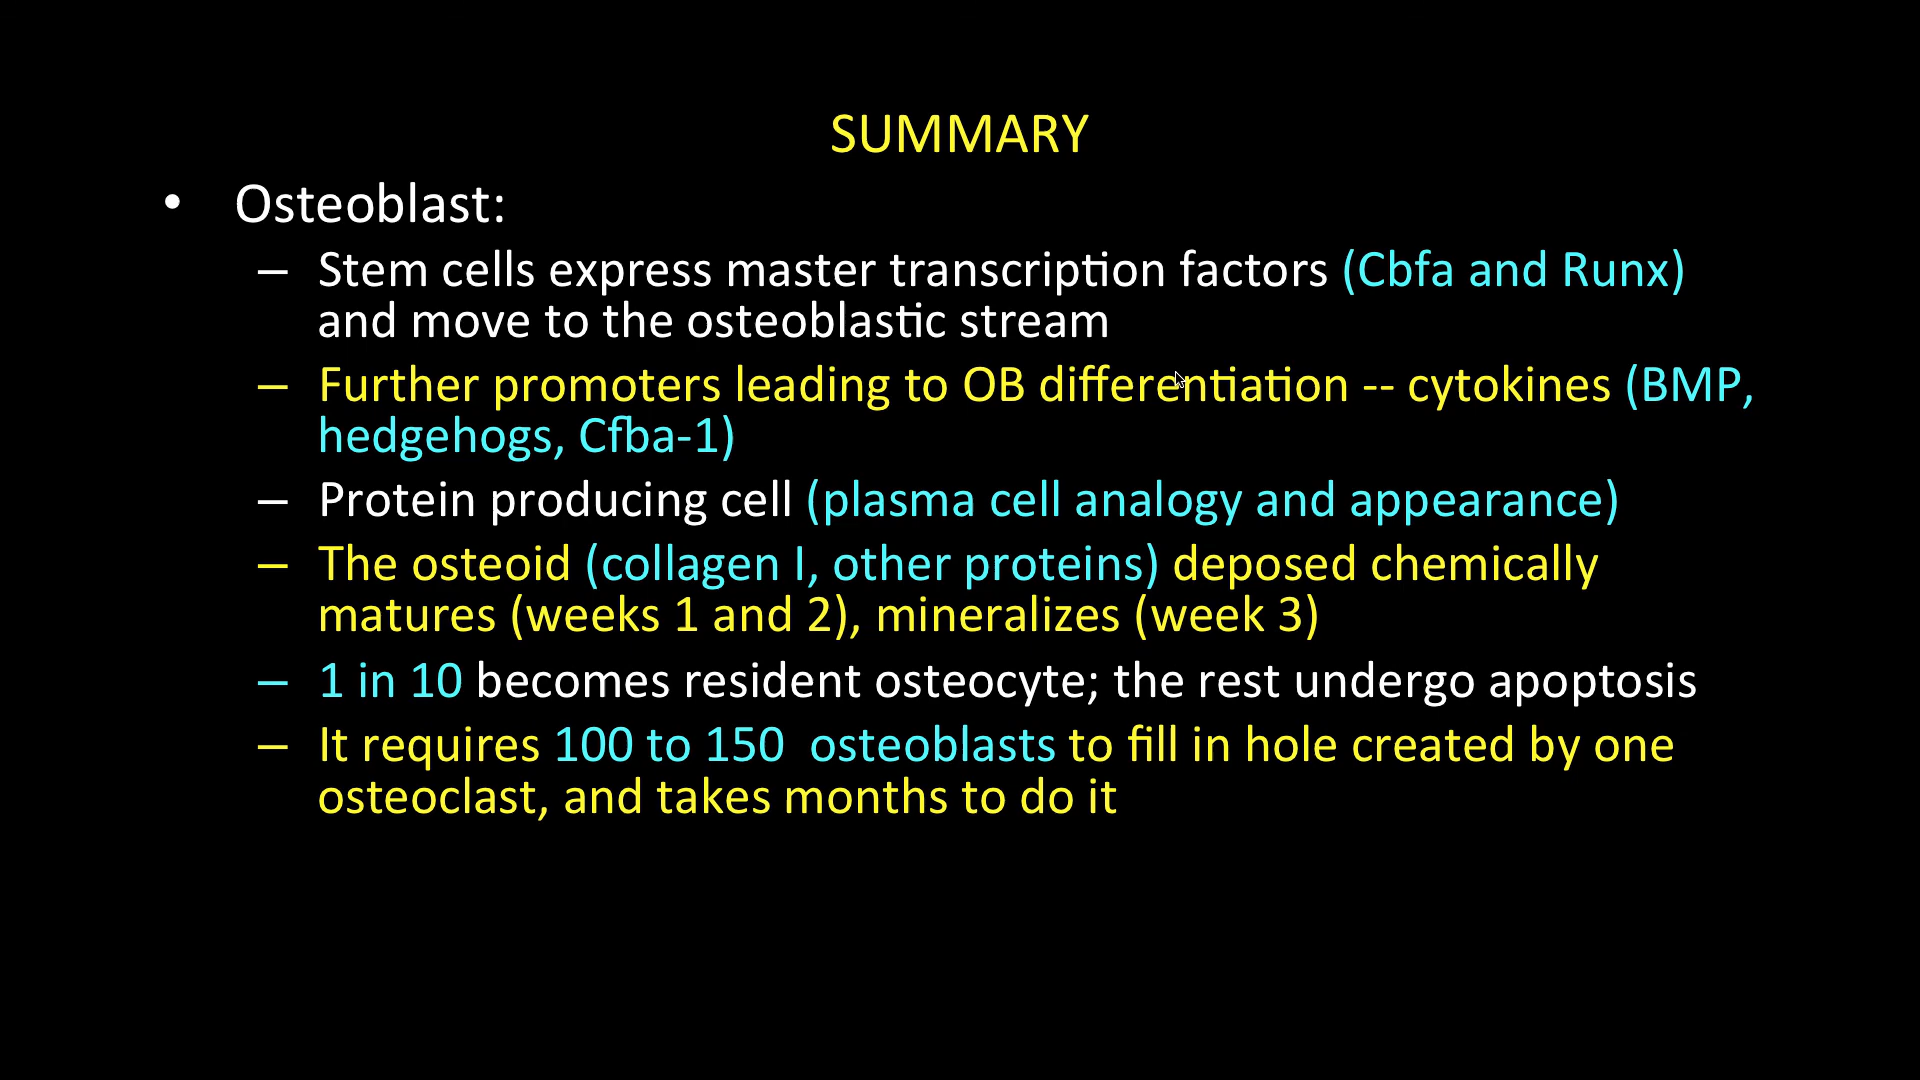 SUMMARY
• Osteoblast:
– Stem cells express master transcription factors (Cbfa and Runx)
and move to the osteoblastic stream
– Further promoters leading to OB differentiation -- cytokines (BMP,
hedgehogs, Cfba-1)
– Protein producing cell (plasma cell analogy and appearance)
– The osteoid (collagen I, other proteins) deposed chemically
matures (weeks 1 and 2), mineralizes (week 3)
– 1 in 10 becomes resident osteocyte; the rest undergo apoptosis
– It requires 100 to 150  osteoblasts to fill in hole created by one
osteoclast, and takes months to do it